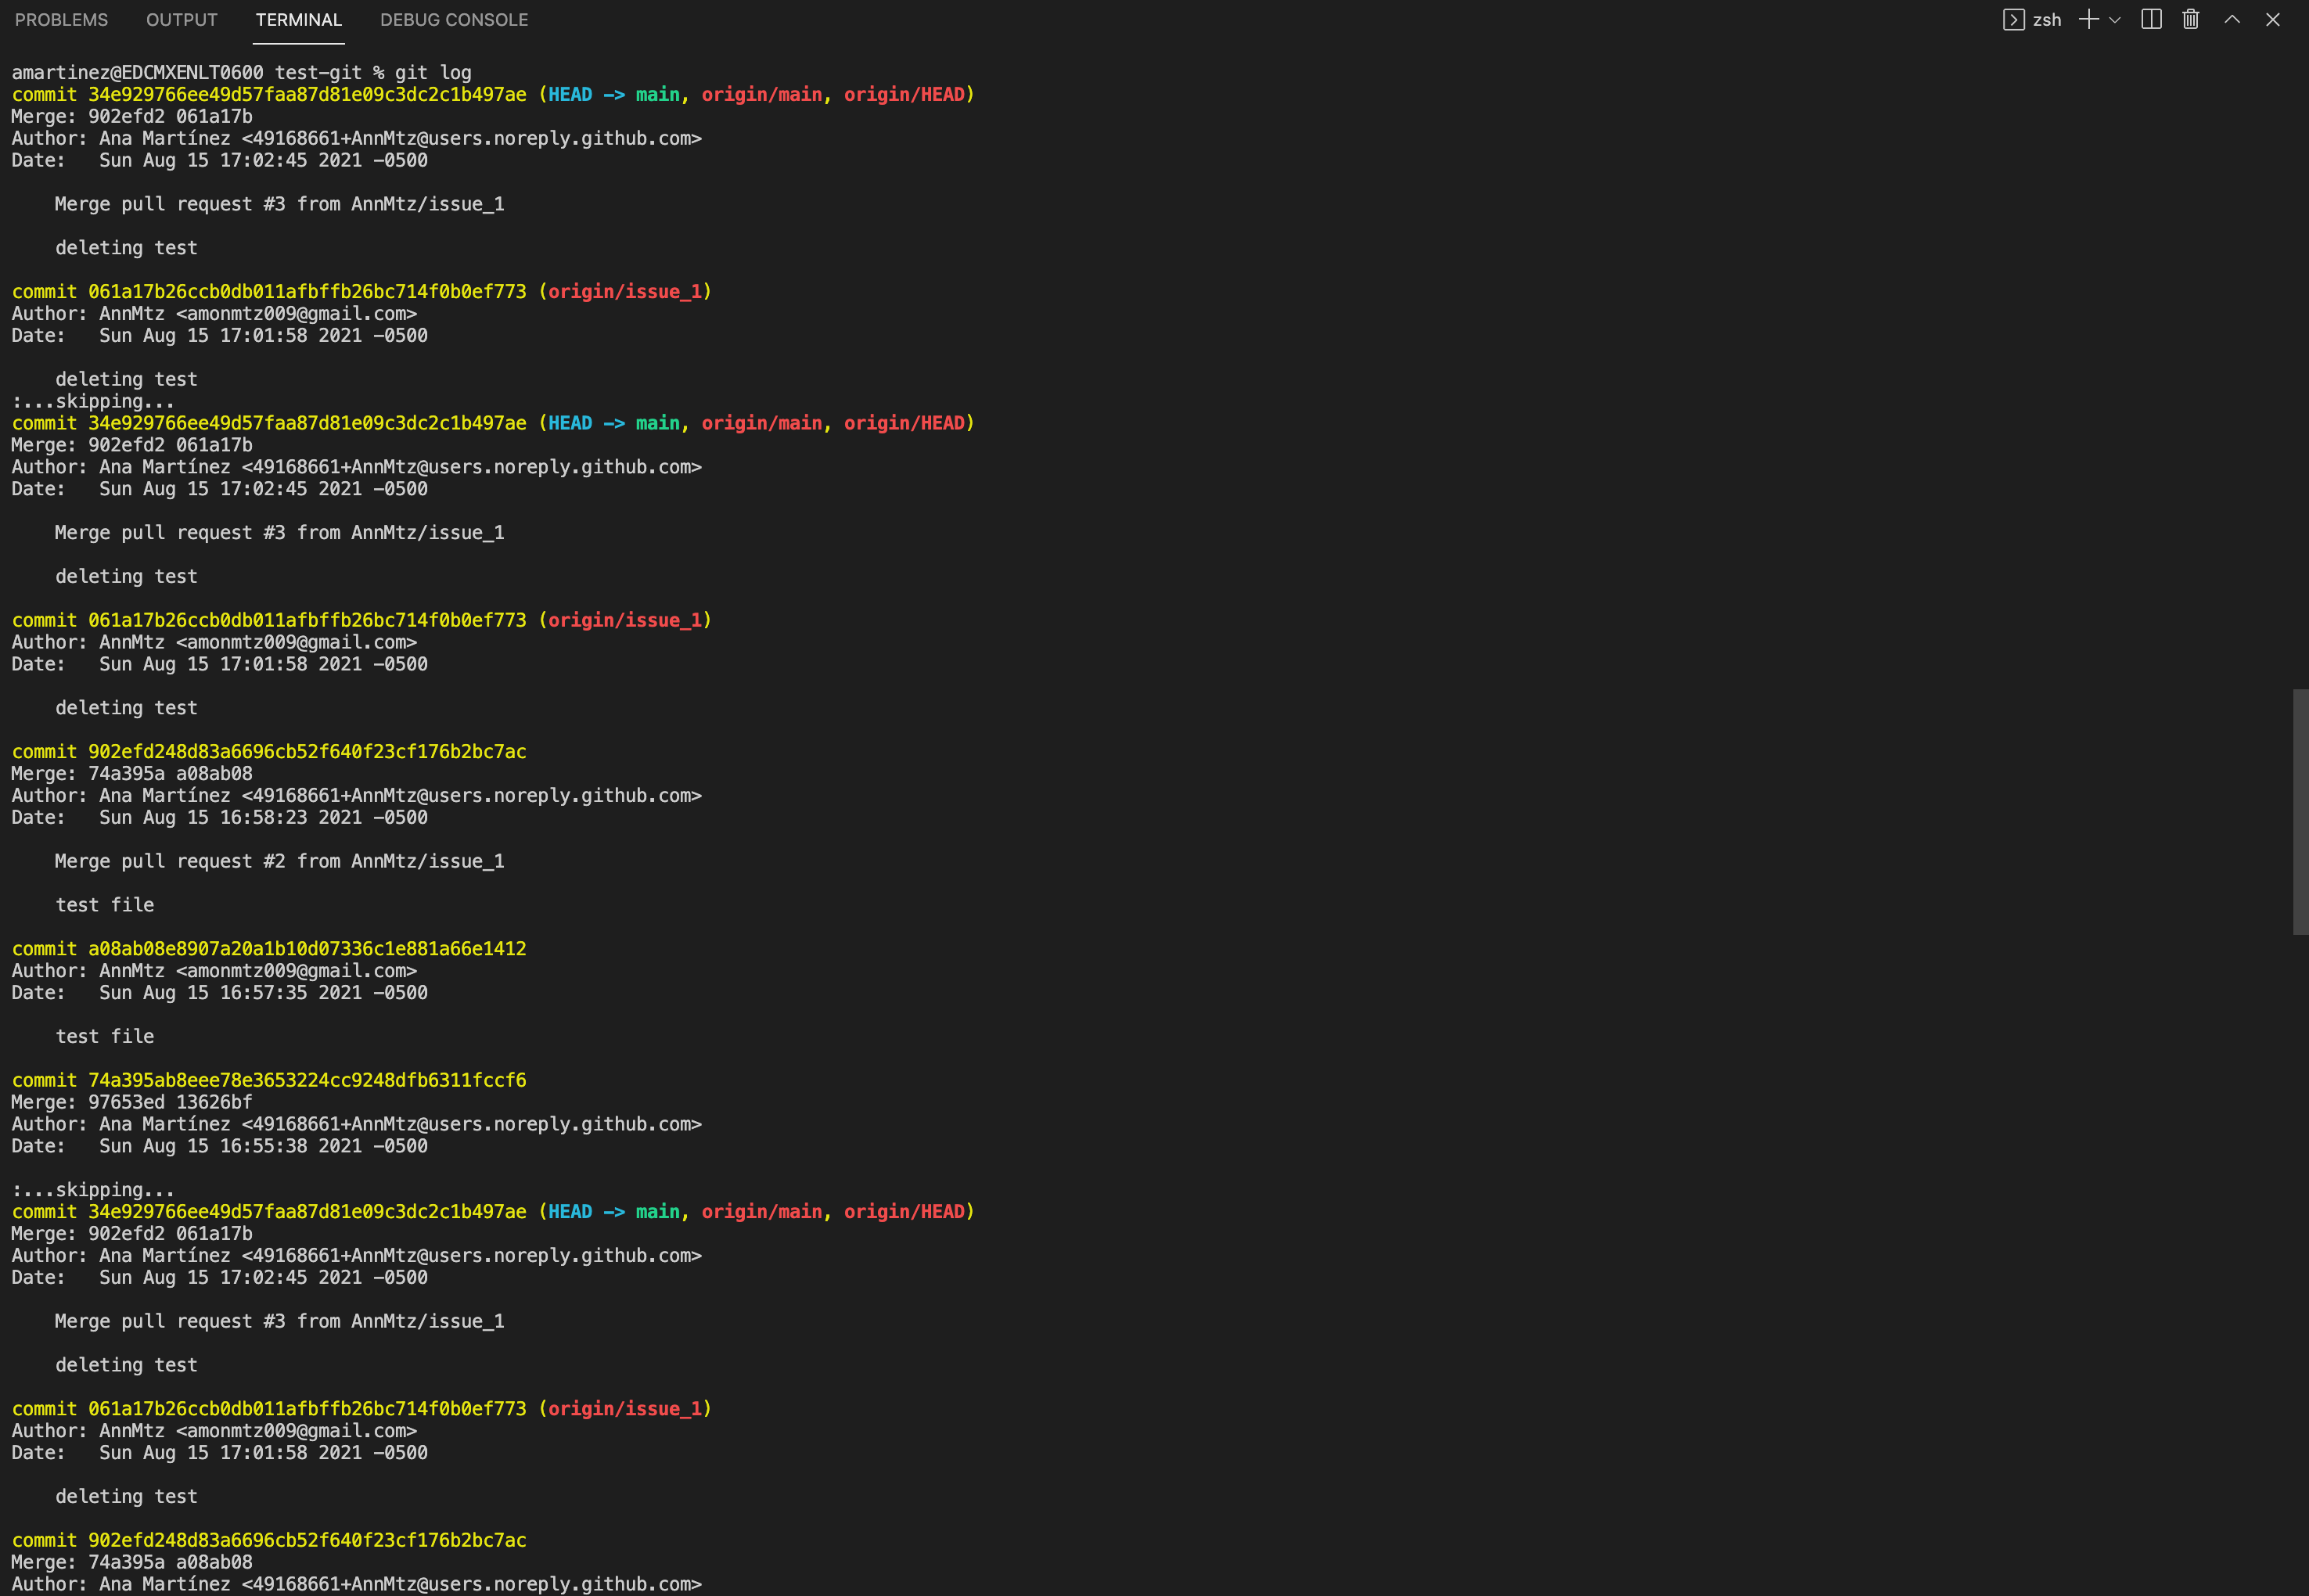 PROBLEMS OUTPUT TERMINAL DEBUG CONSOLE zsh
amartinez@EDCMXENLT0600 test-git % git log
commit 34e929766ee49d57faa87d81e09c3dc2c1b497ae (HEAD -> main, origin/main, origin/HEAD)
Merge: 902efd2 061a17b
Author: Ana Martínez <49168661+AnnMtz@users.noreply.github.com>
Date:   Sun Aug 15 17:02:45 2021 -0500
    Merge pull request #3 from AnnMtz/issue_1
    deleting test
commit 061a17b26ccb0db011afbffb26bc714f0b0ef773 (origin/issue_1)
Author: AnnMtz <amonmtz009@gmail.com>
Date:   Sun Aug 15 17:01:58 2021 -0500
    deleting test
:...skipping...
commit 34e929766ee49d57faa87d81e09c3dc2c1b497ae (HEAD -> main, origin/main, origin/HEAD)
Merge: 902efd2 061a17b
Author: Ana Martínez <49168661+AnnMtz@users.noreply.github.com>
Date:   Sun Aug 15 17:02:45 2021 -0500
    Merge pull request #3 from AnnMtz/issue_1
    deleting test
commit 061a17b26ccb0db011afbffb26bc714f0b0ef773 (origin/issue_1)
Author: AnnMtz <amonmtz009@gmail.com>
Date:   Sun Aug 15 17:01:58 2021 -0500
    deleting test
commit 902efd248d83a6696cb52f640f23cf176b2bc7ac
Merge: 74a395a a08ab08
Author: Ana Martínez <49168661+AnnMtz@users.noreply.github.com>
Date:   Sun Aug 15 16:58:23 2021 -0500
    Merge pull request #2 from AnnMtz/issue_1
    test file
commit a08ab08e8907a20a1b10d07336c1e881a66e1412
Author: AnnMtz <amonmtz009@gmail.com>
Date:   Sun Aug 15 16:57:35 2021 -0500
    test file
commit 74a395ab8eee78e3653224cc9248dfb6311fccf6
Merge: 97653ed 13626bf
Author: Ana Martínez <49168661+AnnMtz@users.noreply.github.com>
Date:   Sun Aug 15 16:55:38 2021 -0500
:...skipping...
commit 34e929766ee49d57faa87d81e09c3dc2c1b497ae (HEAD -> main, origin/main, origin/HEAD)
Merge: 902efd2 061a17b
Author: Ana Martínez <49168661+AnnMtz@users.noreply.github.com>
Date:   Sun Aug 15 17:02:45 2021 -0500
    Merge pull request #3 from AnnMtz/issue_1
    deleting test
commit 061a17b26ccb0db011afbffb26bc714f0b0ef773 (origin/issue_1)
Author: AnnMtz <amonmtz009@gmail.com>
Date:   Sun Aug 15 17:01:58 2021 -0500
    deleting test
commit 902efd248d83a6696cb52f640f23cf176b2bc7ac
Merge: 74a395a a08ab08
Author: Ana Martínez <49168661+AnnMtz@users.noreply.github.com>